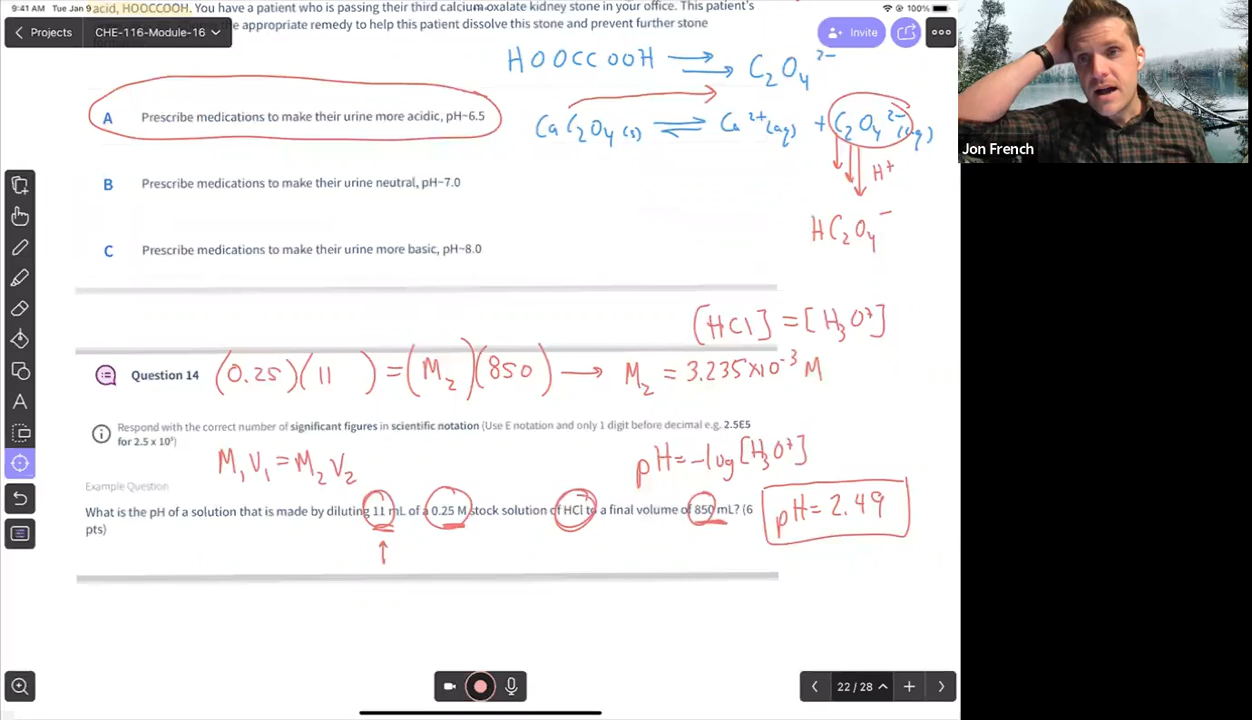 9:41 AM Tue Jan 9
100%
acid, HOOCCOOH. You have a patient who is passing their third calcium oxalate kidney stone in your office. This patient's
the appropriate remedy to help this patient dissolve this stone and prevent further stone
Projects
CHE-116-Module-16
Invite
HOOCCOOH ⇉ C₂O₄²⁻
A Prescribe medications to make their urine more acidic, pH~6.5
CaC₂O₄(s) ⇌ Ca²⁺(aq) + C₂O₄²⁻(aq)
H⁺
HC₂O₄⁻
B Prescribe medications to make their urine neutral, pH~7.0
C Prescribe medications to make their urine more basic, pH~8.0
[HCl] = [H₃O⁺]
Question 14
(0.25)(11 ) = (M₂)(850) → M₂ = 3.235×10⁻³ M
Respond with the correct number of significant figures in scientific notation (Use E notation and only 1 digit before decimal e.g. 2.5E5
for 2.5 x 10⁵)
M₁V₁ = M₂V₂
pH = -log[H₃O⁺]
Example Question
What is the pH of a solution that is made by diluting 11 mL of a 0.25 M stock solution of HCl to a final volume of 850 mL? (6
pts)
pH = 2.49
22 / 28
Jon French